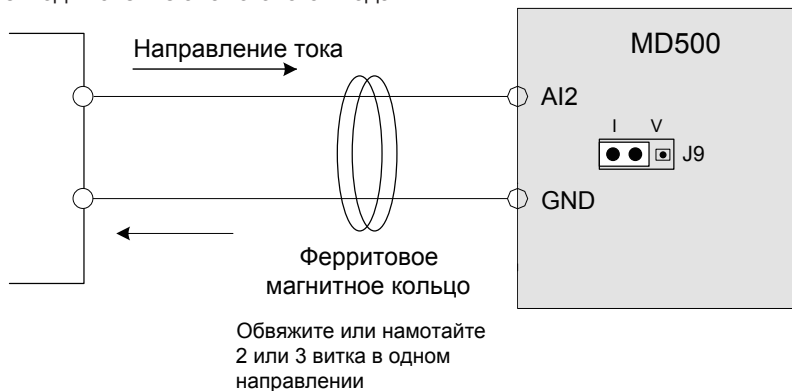 Направление тока
MD500
AI2
I V
J9
GND
Ферритовое
магнитное кольцо
Обвяжите или намотайте
2 или 3 витка в одном
направлении